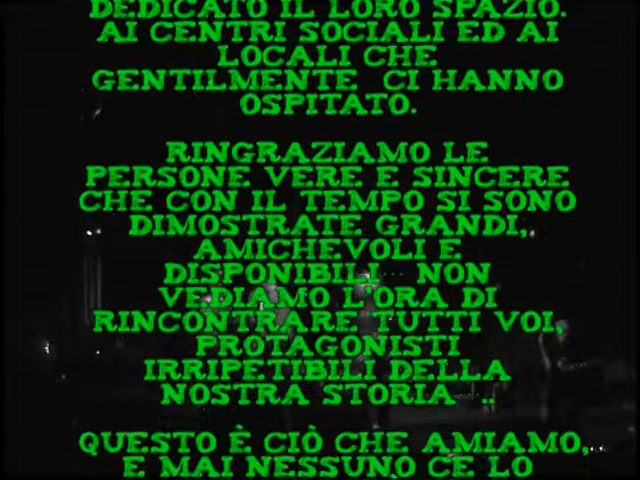 DEDICATO IL LORO SPAZIO.
AI CENTRI SOCIALI ED AI
LOCALI CHE
GENTILMENTE CI HANNO
OSPITATO.
RINGRAZIAMO LE
PERSONE VERE E SINCERE
CHE CON IL TEMPO SI SONO
DIMOSTRATE GRANDI,
AMICHEVOLI E
DISPONIBILI... NON
VEDIAMO L'ORA DI
RINCONTRARE TUTTI VOI,
PROTAGONISTI
IRRIPETIBILI DELLA
NOSTRA STORIA ..
QUESTO È CIÒ CHE AMIAMO,
E MAI NESSUNO CE LO